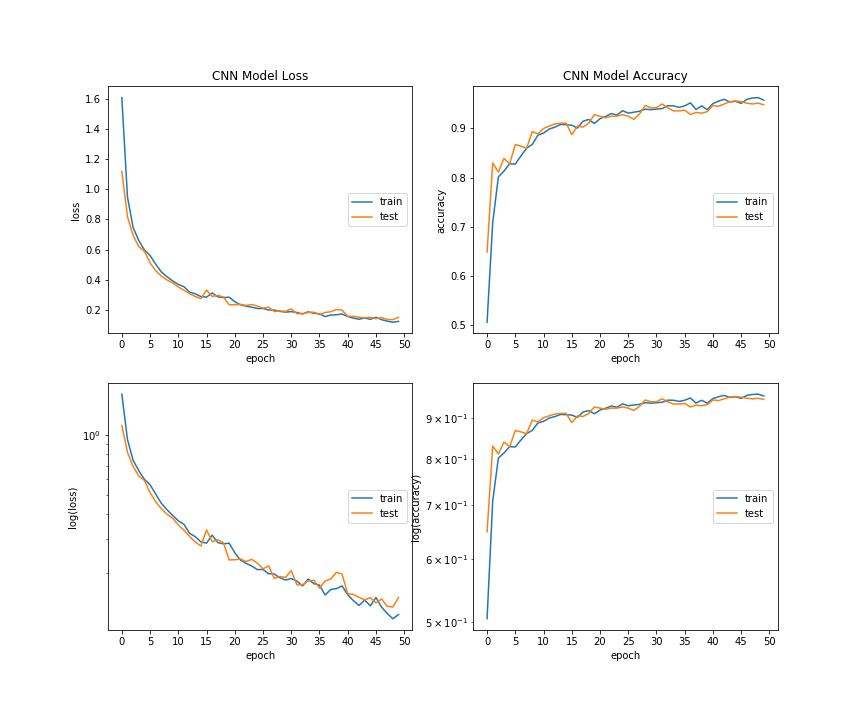 CNN Model Loss
1.6
1.4
1.2
1.0
0.8
0.6
0.4
0.2
loss
train
test
0 5 10 15 20 25 30 35 40 45 50
epoch
CNN Model Accuracy
0.9
0.8
0.7
0.6
0.5
accuracy
train
test
0 5 10 15 20 25 30 35 40 45 50
epoch
10⁰
log(loss)
train
test
0 5 10 15 20 25 30 35 40 45 50
epoch
9 × 10⁻¹
8 × 10⁻¹
7 × 10⁻¹
6 × 10⁻¹
5 × 10⁻¹
log(accuracy)
train
test
0 5 10 15 20 25 30 35 40 45 50
epoch